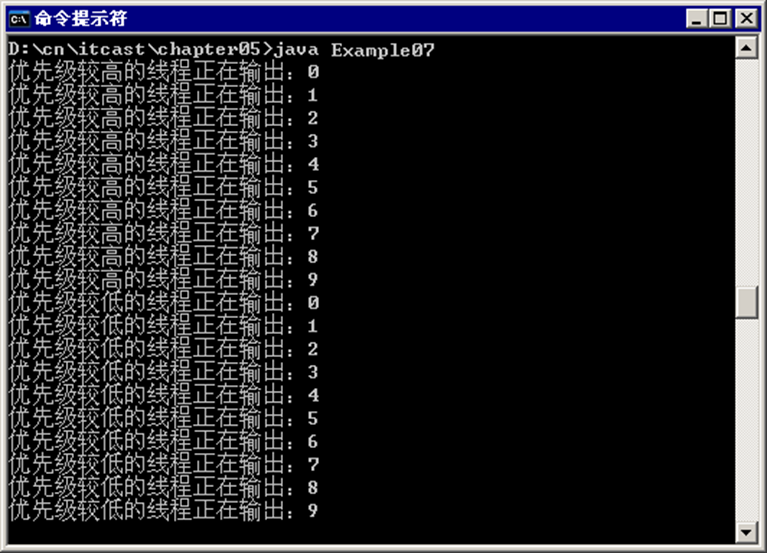 命令提示符
D:\cn\itcast\chapter05>java Example07
优先级较高的线程正在输出：0
优先级较高的线程正在输出：1
优先级较高的线程正在输出：2
优先级较高的线程正在输出：3
优先级较高的线程正在输出：4
优先级较高的线程正在输出：5
优先级较高的线程正在输出：6
优先级较高的线程正在输出：7
优先级较高的线程正在输出：8
优先级较高的线程正在输出：9
优先级较低的线程正在输出：0
优先级较低的线程正在输出：1
优先级较低的线程正在输出：2
优先级较低的线程正在输出：3
优先级较低的线程正在输出：4
优先级较低的线程正在输出：5
优先级较低的线程正在输出：6
优先级较低的线程正在输出：7
优先级较低的线程正在输出：8
优先级较低的线程正在输出：9